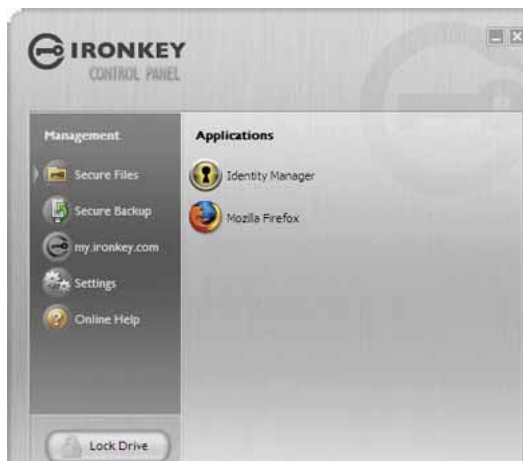 IRONKEY
CONTROL PANEL
Management
Secure Files
Secure Backup
my.ironkey.com
Settings
Online Help
Lock Drive
Applications
Identity Manager
Mozilla Firefox